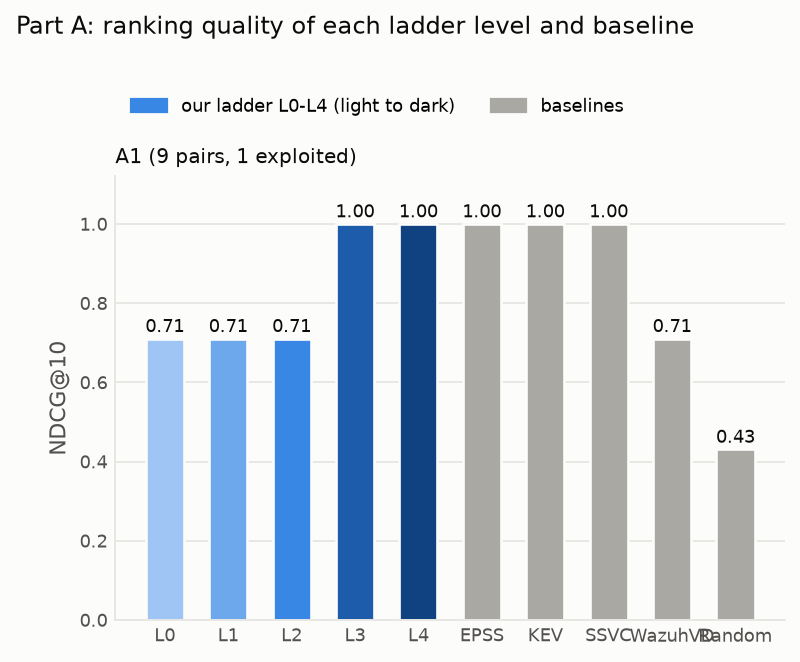 Part A: ranking quality of each ladder level and baseline
our ladder L0-L4 (light to dark) baselines
A1 (9 pairs, 1 exploited)
1.00 1.00 1.00 1.00 1.00
1.0
0.8
0.71 0.71 0.71 0.71
0.6
0.43
0.4
0.2
0.0
NDCG@10
L0 L1 L2 L3 L4 EPSS KEV SSVC Random